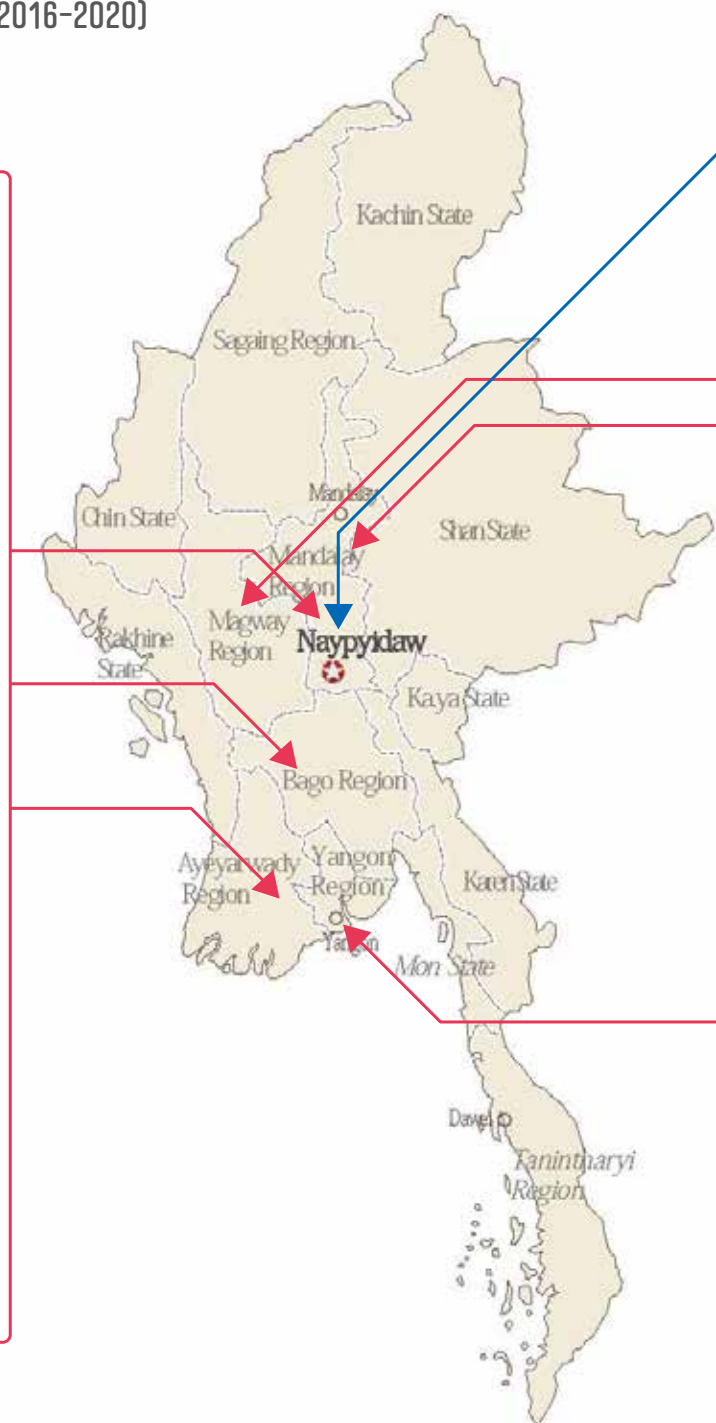 2016-2020)
Kachin State
Sagaing Region
Mandalay
Chin State
Shan State
Mandalay
Region
Magway
Region
Naypyidaw
Rakhine
State
Kaya State
Bago Region
Ayeyarwady
Region
Yangon
Region
Karen State
Yangon
Mon State
Dawei
Tanintharyi
Region